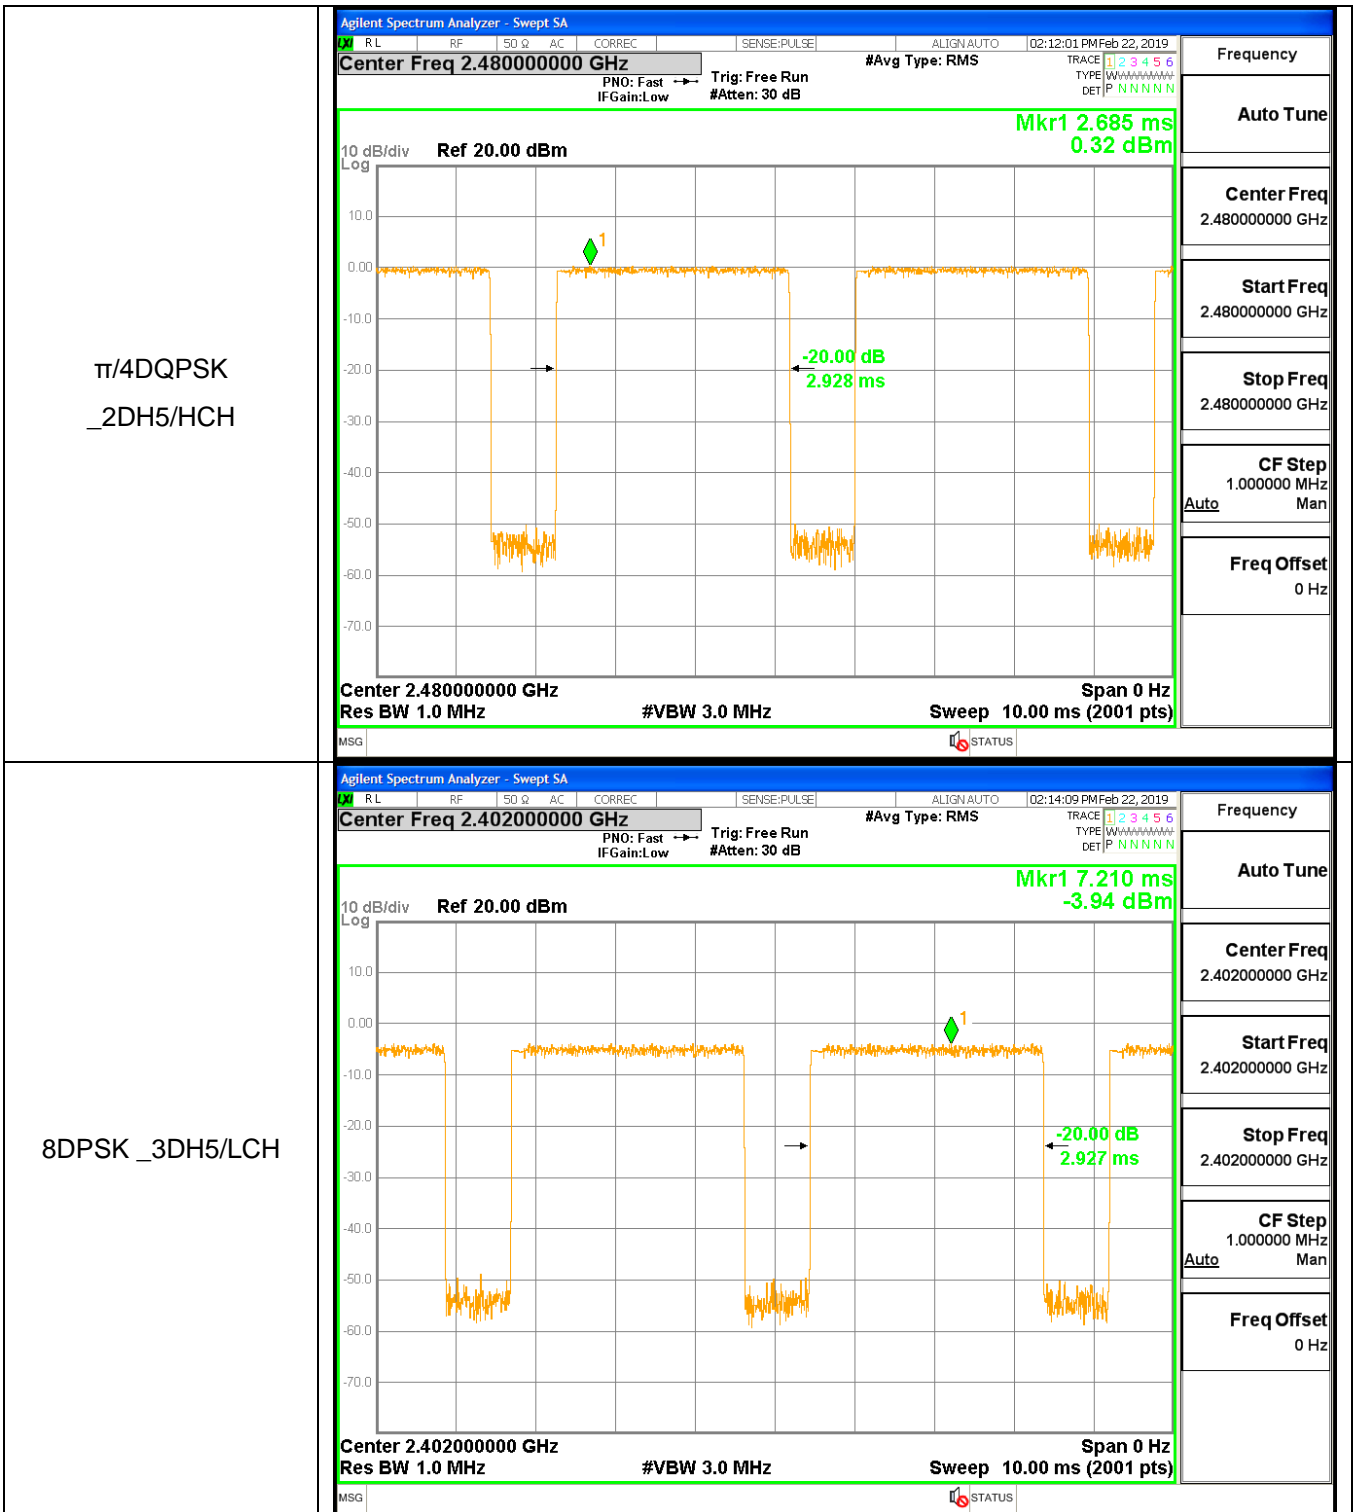 π/4DQPSK
_2DH5/HCH
Agilent Spectrum Analyzer - Swept SA
LXI RL RF 50 Ω AC CORREC SENSE:PULSE ALIGN AUTO 02:12:01 PM Feb 22, 2019
Center Freq 2.480000000 GHz
PNO: Fast
IFGain:Low
Trig: Free Run
#Atten: 30 dB
#Avg Type: RMS
TRACE 1 2 3 4 5 6
TYPE
DET P N N N N N
Mkr1 2.685 ms
0.32 dBm
10 dB/div Ref 20.00 dBm
Log
10.0
0.00
-10.0
-20.0
-30.0
-40.0
-50.0
-60.0
-70.0
1
-20.00 dB
2.928 ms
Center 2.480000000 GHz Span 0 Hz
Res BW 1.0 MHz #VBW 3.0 MHz Sweep 10.00 ms (2001 pts)
MSG STATUS
Frequency
Auto Tune
Center Freq
2.480000000 GHz
Start Freq
2.480000000 GHz
Stop Freq
2.480000000 GHz
CF Step
1.000000 MHz
Auto Man
Freq Offset
0 Hz
8DPSK _3DH5/LCH
Agilent Spectrum Analyzer - Swept SA
LXI RL RF 50 Ω AC CORREC SENSE:PULSE ALIGN AUTO 02:14:09 PM Feb 22, 2019
Center Freq 2.402000000 GHz
PNO: Fast
IFGain:Low
Trig: Free Run
#Atten: 30 dB
#Avg Type: RMS
TRACE 1 2 3 4 5 6
TYPE
DET P N N N N N
Mkr1 7.210 ms
-3.94 dBm
10 dB/div Ref 20.00 dBm
Log
10.0
0.00
-10.0
-20.0
-30.0
-40.0
-50.0
-60.0
-70.0
1
-20.00 dB
2.927 ms
Center 2.402000000 GHz Span 0 Hz
Res BW 1.0 MHz #VBW 3.0 MHz Sweep 10.00 ms (2001 pts)
MSG STATUS
Frequency
Auto Tune
Center Freq
2.402000000 GHz
Start Freq
2.402000000 GHz
Stop Freq
2.402000000 GHz
CF Step
1.000000 MHz
Auto Man
Freq Offset
0 Hz